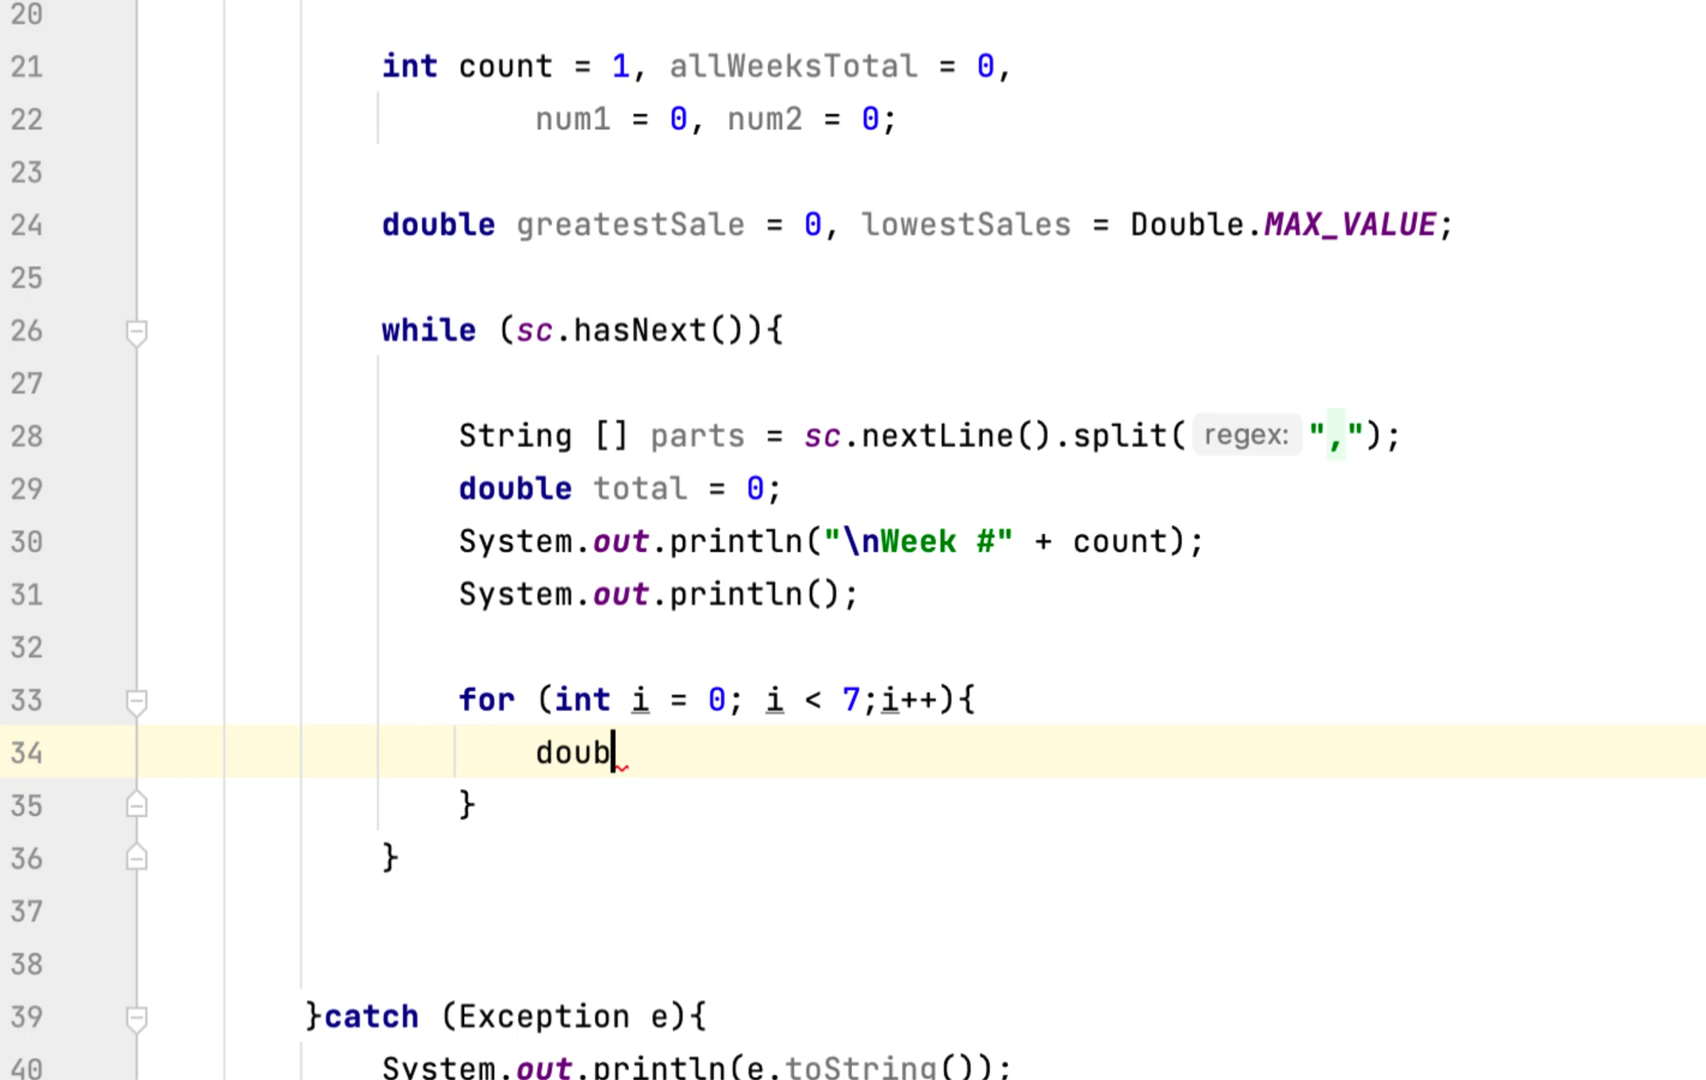 20
21 int count = 1, allWeeksTotal = 0,
22 num1 = 0, num2 = 0;
23
24 double greatestSale = 0, lowestSales = Double.MAX_VALUE;
25
26 while (sc.hasNext()){
27
28 String [] parts = sc.nextLine().split( regex: ",");
29 double total = 0;
30 System.out.println("\nWeek #" + count);
31 System.out.println();
32
33 for (int i = 0; i < 7;i++){
34 doub
35 }
36 }
37
38
39 }catch (Exception e){
40 System.out.println(e.toString());